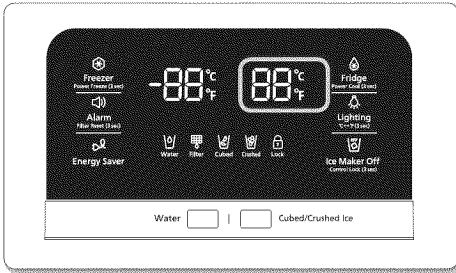 Freezer
Power Freeze (3 sec)
Alarm
Filter Reset (3 sec)
Energy Saver
-88 °C °F
88 °C °F
Fridge
Power Cool (3 sec)
Lighting
°C↔°F (3 sec)
Ice Maker Off
Control Lock (3 sec)
Water Filter Cubed Crushed Lock
Water | Cubed/Crushed Ice